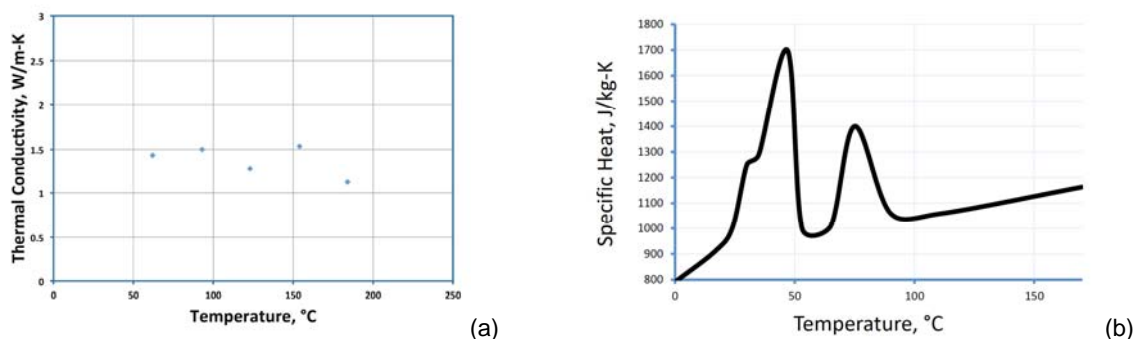 Thermal Conductivity, W/m-K
3
2.5
2
1.5
1
0.5
0
0 50 100 150 200 250
Temperature, °C
(a)
Specific Heat, J/kg-K
1800
1700
1600
1500
1400
1300
1200
1100
1000
900
800
0 50 100 150
Temperature, °C
(b)